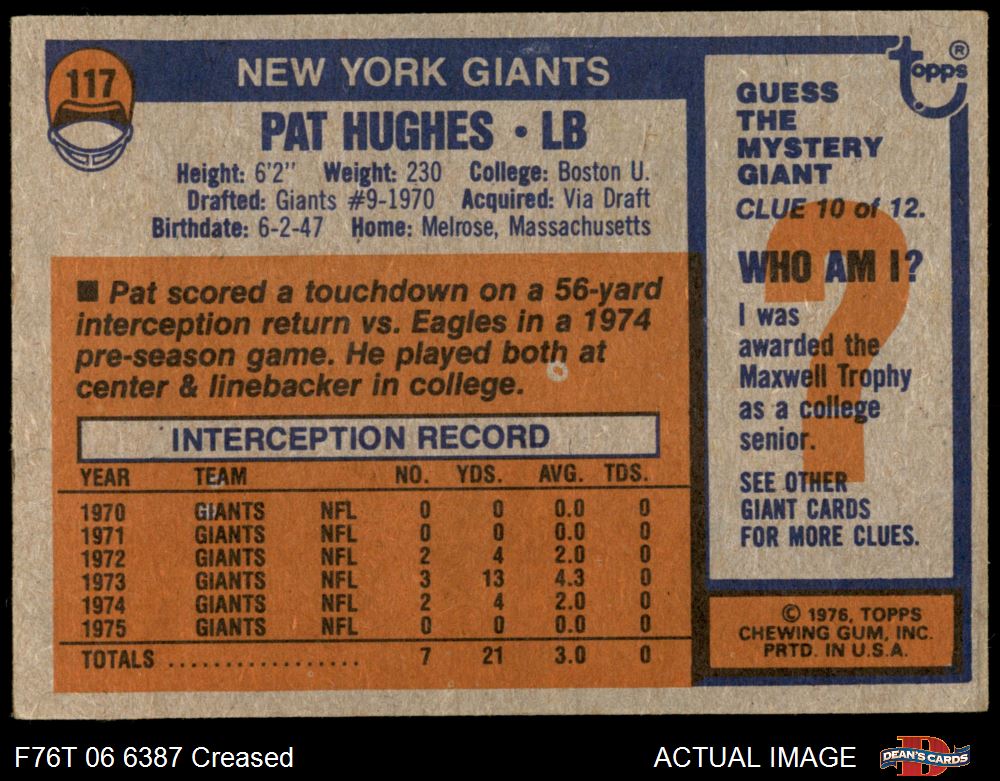 117
NEW YORK GIANTS
PAT HUGHES • LB
Height: 6'2" Weight: 230 College: Boston U.
Drafted: Giants #9-1970 Acquired: Via Draft
Birthdate: 6-2-47 Home: Melrose, Massachusetts
■ Pat scored a touchdown on a 56-yard
interception return vs. Eagles in a 1974
pre-season game. He played both at
center & linebacker in college.
INTERCEPTION RECORD
YEAR TEAM NO. YDS. AVG. TDS.
1970 GIANTS NFL 0 0 0.0 0
1971 GIANTS NFL 0 0 0.0 0
1972 GIANTS NFL 2 4 2.0 0
1973 GIANTS NFL 3 13 4.3 0
1974 GIANTS NFL 2 4 2.0 0
1975 GIANTS NFL 0 0 0.0 0
TOTALS .................. 7 21 3.0 0
topps ®
GUESS
THE
MYSTERY
GIANT
CLUE 10 of 12.
?
WHO AM I?
I was
awarded the
Maxwell Trophy
as a college
senior.
SEE OTHER
GIANT CARDS
FOR MORE CLUES.
© 1976, TOPPS
CHEWING GUM, INC.
PRTD. IN U.S.A.
F76T 06 6387 Creased
ACTUAL IMAGE
D
DEAN'S CARDS